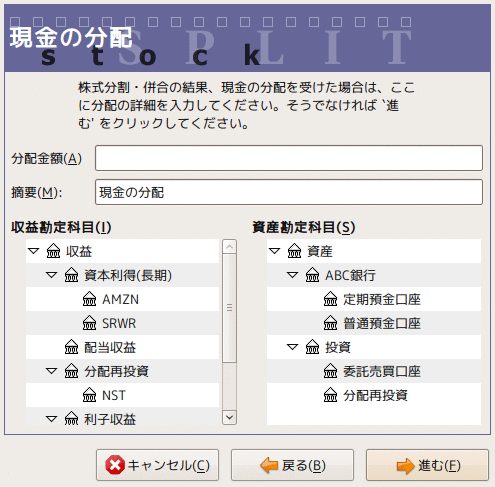 現金の分配
stock SPLIT
株式分割・併合の結果、現金の分配を受けた場合は、ここ
に分配の詳細を入力してください。そうでなければ `進
む' をクリックしてください。
分配金額(A)
摘要(M): 現金の分配
収益勘定科目(I) 資産勘定科目(S)
収益 資産
資本利得(長期) ABC銀行
AMZN 定期預金口座
SRWR 普通預金口座
配当収益 投資
分配再投資 委託売買口座
NST 分配再投資
利子収益
キャンセル(C) 戻る(B) 進む(F)